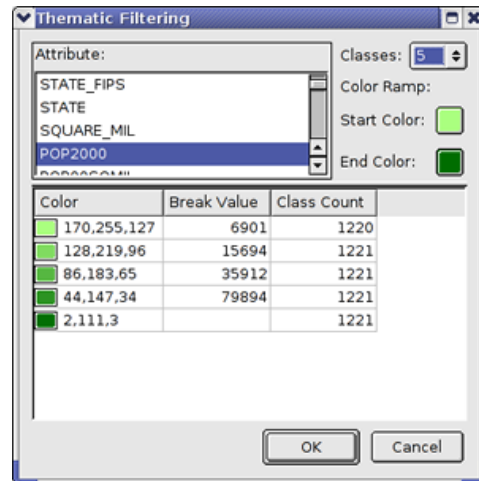 Thematic Filtering
Attribute:
STATE_FIPS
STATE
SQUARE_MIL
POP2000
Classes: 5
Color Ramp:
Start Color:
End Color:
Color Break Value Class Count
170,255,127 6901 1220
128,219,96 15694 1221
86,183,65 35912 1221
44,147,34 79894 1221
2,111,3 1221
OK Cancel